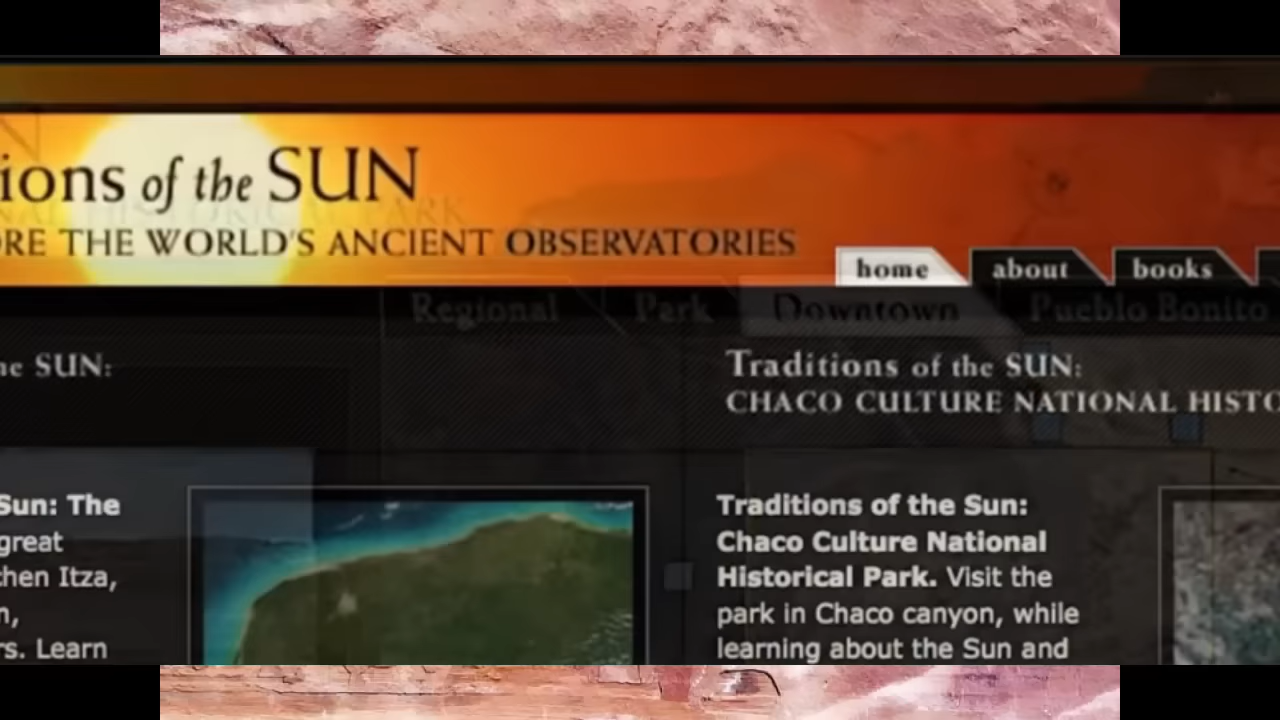 ions of the SUN
ORE THE WORLD'S ANCIENT OBSERVATORIES
home about books
Regional Park Downtown Pueblo Bonito
he SUN:
Traditions of the SUN:
CHACO CULTURE NATIONAL HISTO
Sun: The
great
chen Itza,
n,
rs. Learn
Traditions of the Sun:
Chaco Culture National
Historical Park. Visit the
park in Chaco canyon, while
learning about the Sun and